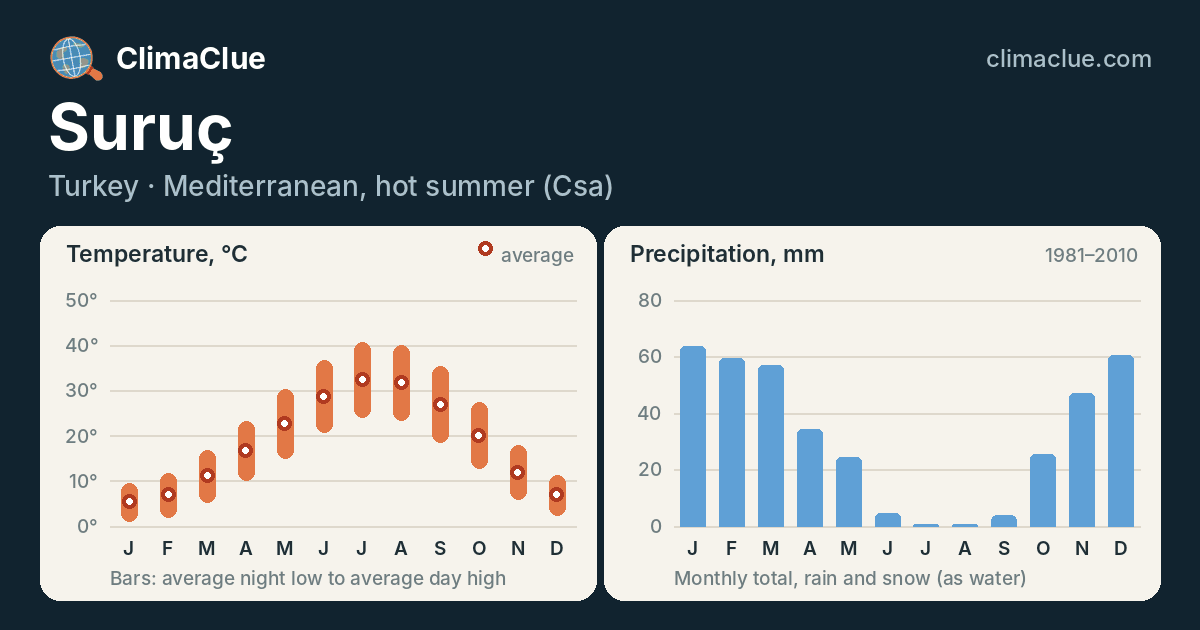 ClimaClue
climaclue.com
Suruç
Turkey · Mediterranean, hot summer (Csa)
Temperature, °C
average
50°
40°
30°
20°
10°
0°
J F M A M J J A S O N D
Bars: average night low to average day high
Precipitation, mm
1981–2010
80
60
40
20
0
J F M A M J J A S O N D
Monthly total, rain and snow (as water)